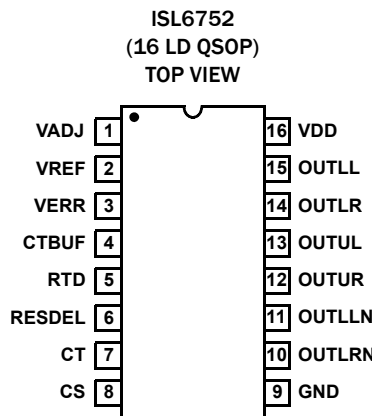 ISL6752
(16 LD QSOP)
TOP VIEW
VADJ 1 16 VDD
VREF 2 15 OUTLL
VERR 3 14 OUTLR
CTBUF 4 13 OUTUL
RTD 5 12 OUTUR
RESDEL 6 11 OUTLLN
CT 7 10 OUTLRN
CS 8 9 GND